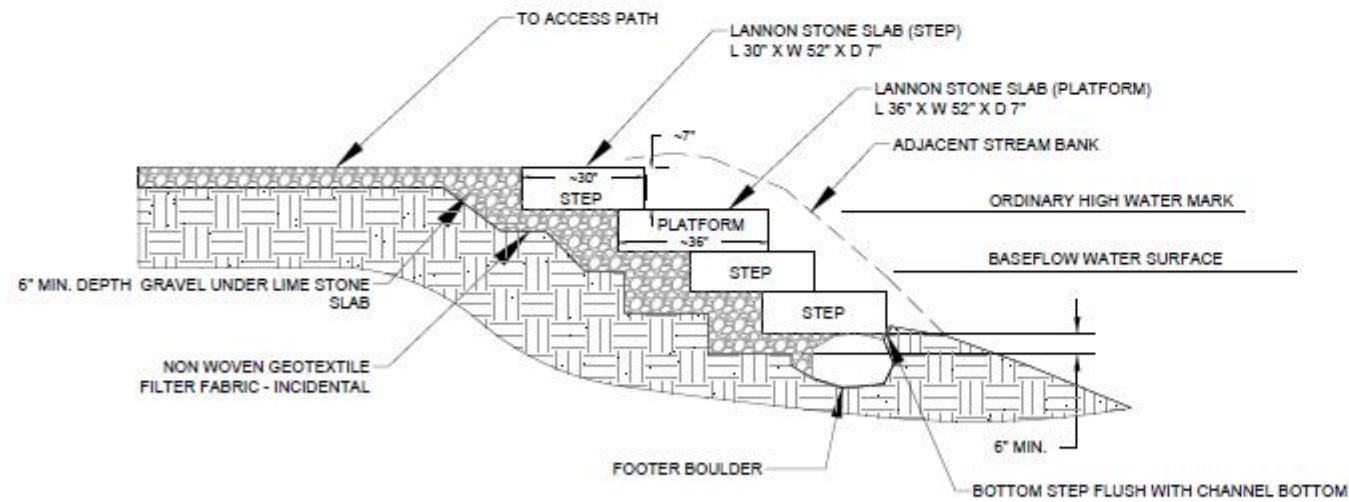 TO ACCESS PATH
LANNON STONE SLAB (STEP)
L 30" X W 52" X D 7"
LANNON STONE SLAB (PLATFORM)
L 36" X W 52" X D 7"
~7"
ADJACENT STREAM BANK
~30"
STEP
ORDINARY HIGH WATER MARK
PLATFORM
~36"
BASEFLOW WATER SURFACE
STEP
6" MIN. DEPTH GRAVEL UNDER LIME STONE
SLAB
STEP
NON WOVEN GEOTEXTILE
FILTER FABRIC - INCIDENTAL
6" MIN.
FOOTER BOULDER
BOTTOM STEP FLUSH WITH CHANNEL BOTTOM